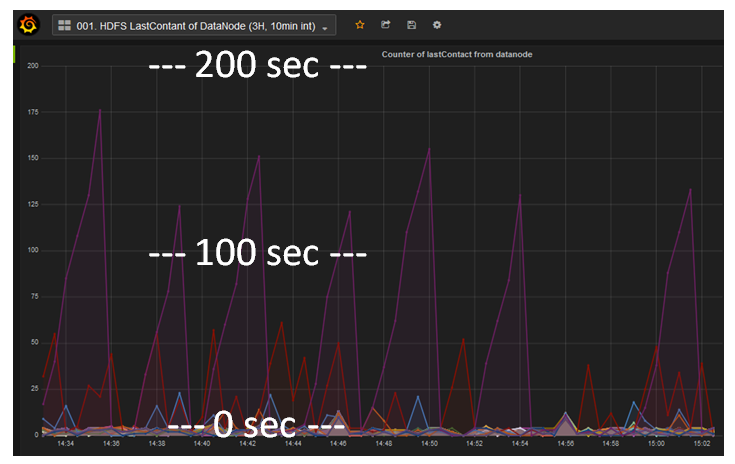 001. HDFS LastContant of DataNode (3H, 10min int)
Counter of lastContact from datanode
200
--- 200 sec ---
175
150
125
100
--- 100 sec ---
75
50
25
0
--- 0 sec ---
14:34 14:36 14:38 14:40 14:42 14:44 14:46 14:48 14:50 14:52 14:54 14:56 14:58 15:00 15:02